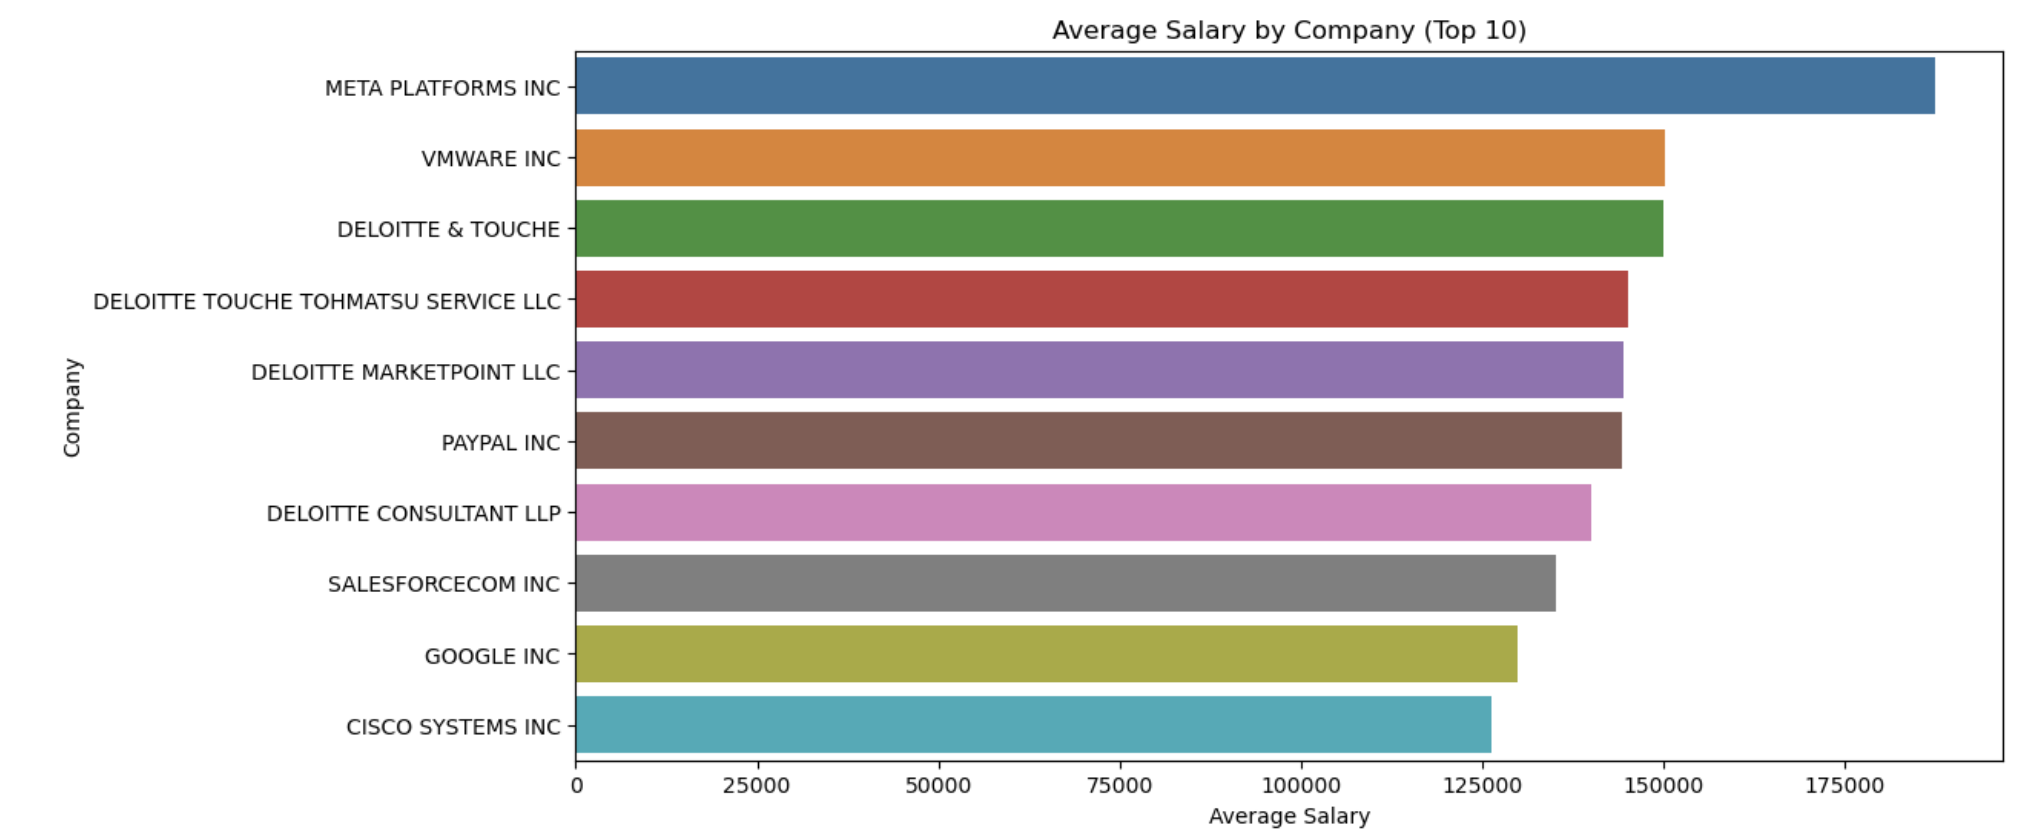 Average Salary by Company (Top 10)
META PLATFORMS INC
VMWARE INC
DELOITTE & TOUCHE
DELOITTE TOUCHE TOHMATSU SERVICE LLC
DELOITTE MARKETPOINT LLC
PAYPAL INC
DELOITTE CONSULTANT LLP
SALESFORCECOM INC
GOOGLE INC
CISCO SYSTEMS INC
Company
0 25000 50000 75000 100000 125000 150000 175000
Average Salary